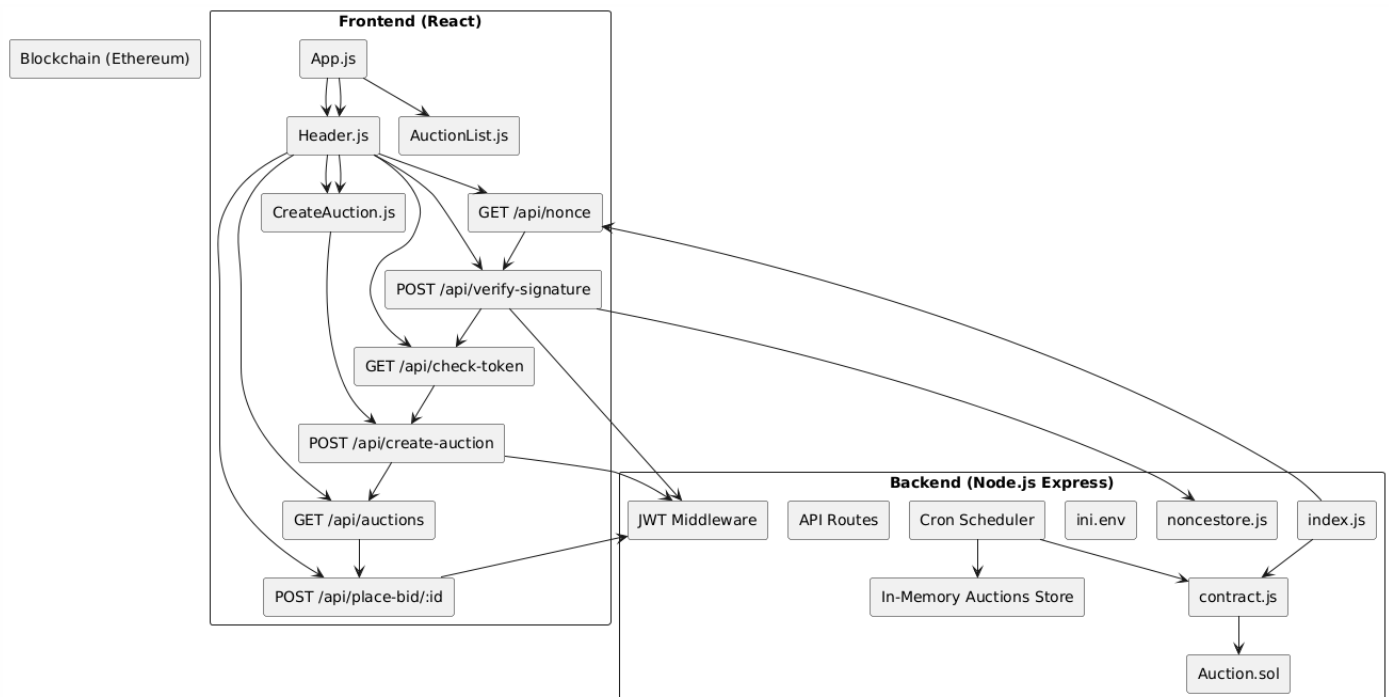 Frontend (React)
Blockchain (Ethereum)
App.js
Header.js
AuctionList.js
CreateAuction.js
GET /api/nonce
POST /api/verify-signature
GET /api/check-token
POST /api/create-auction
GET /api/auctions
POST /api/place-bid/:id
Backend (Node.js Express)
JWT Middleware
API Routes
Cron Scheduler
ini.env
noncestore.js
index.js
In-Memory Auctions Store
contract.js
Auction.sol